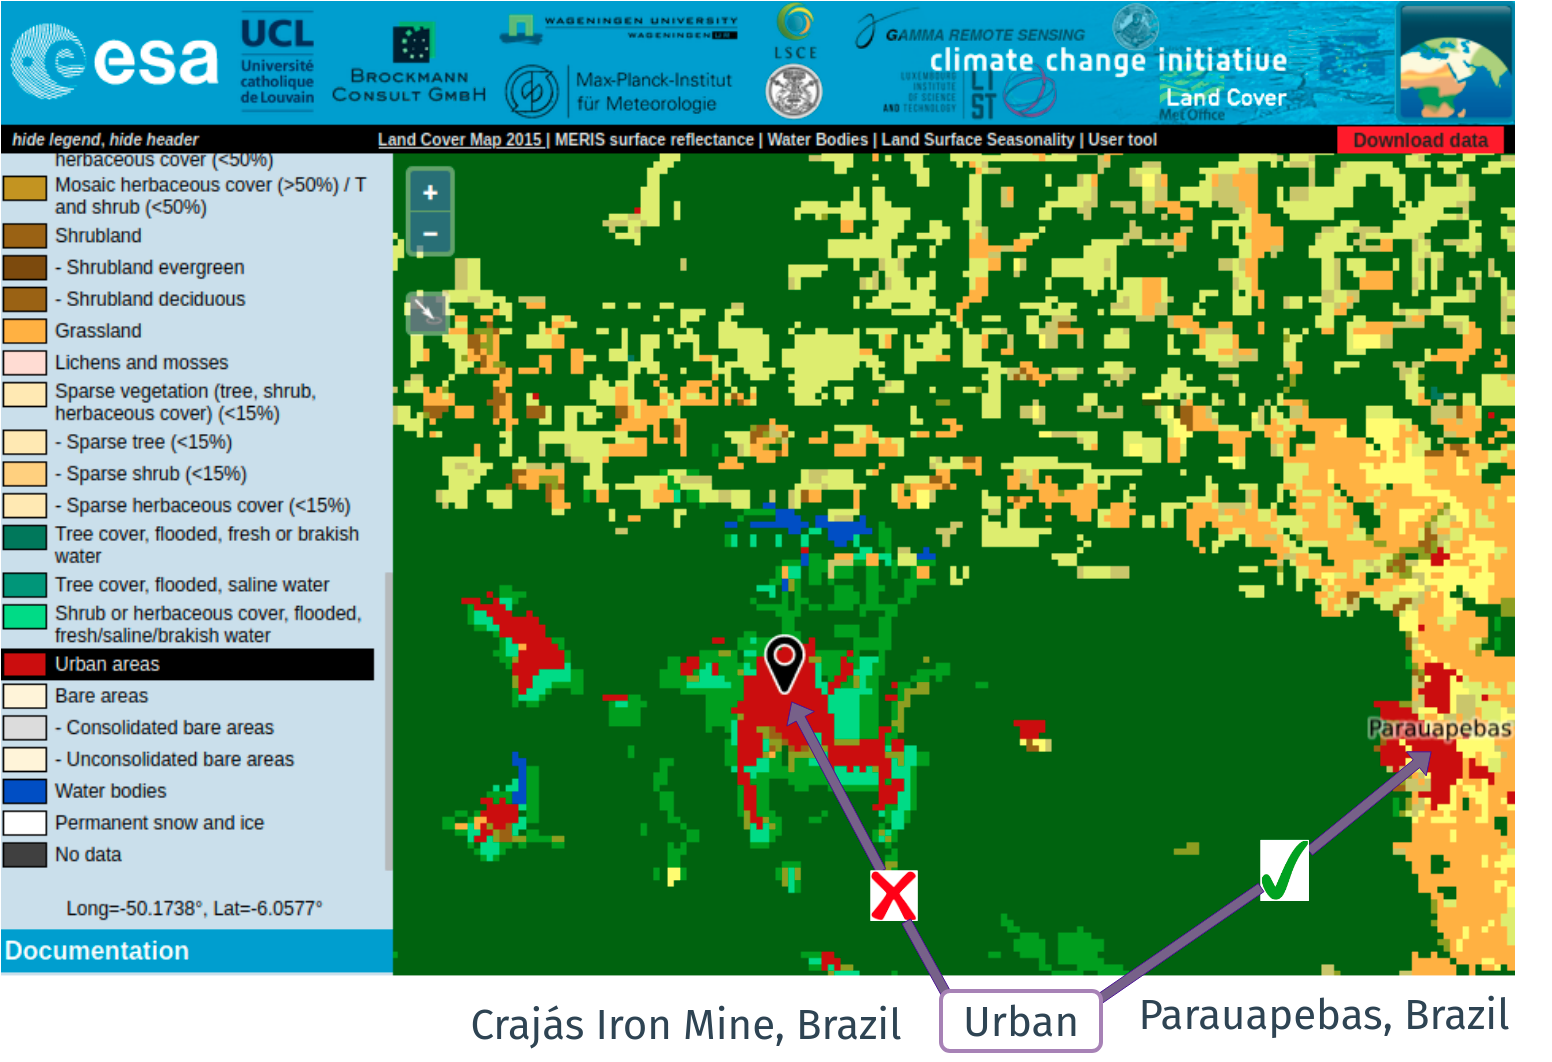 esa
UCL
Université
catholique
de Louvain
BROCKMANN
CONSULT GMBH
WAGENINGEN UNIVERSITY
WAGENINGEN UR
Max-Planck-Institut
für Meteorologie
LSCE
GAMMA REMOTE SENSING
climate change initiative
Land Cover
LUXEMBOURG
INSTITUTE
OF SCIENCE
AND TECHNOLOGY
LI
ST
Met Office
hide legend, hide header
Land Cover Map 2015 | MERIS surface reflectance | Water Bodies | Land Surface Seasonality | User tool
Download data
herbaceous cover (<50%)
Mosaic herbaceous cover (>50%) / T
and shrub (<50%)
Shrubland
- Shrubland evergreen
- Shrubland deciduous
Grassland
Lichens and mosses
Sparse vegetation (tree, shrub,
herbaceous cover) (<15%)
- Sparse tree (<15%)
- Sparse shrub (<15%)
- Sparse herbaceous cover (<15%)
Tree cover, flooded, fresh or brakish
water
Tree cover, flooded, saline water
Shrub or herbaceous cover, flooded,
fresh/saline/brakish water
Urban areas
Bare areas
- Consolidated bare areas
- Unconsolidated bare areas
Water bodies
Permanent snow and ice
No data
Long=-50.1738°, Lat=-6.0577°
Documentation
+
−
Parauapebas
Crajás Iron Mine, Brazil
Urban
Parauapebas, Brazil